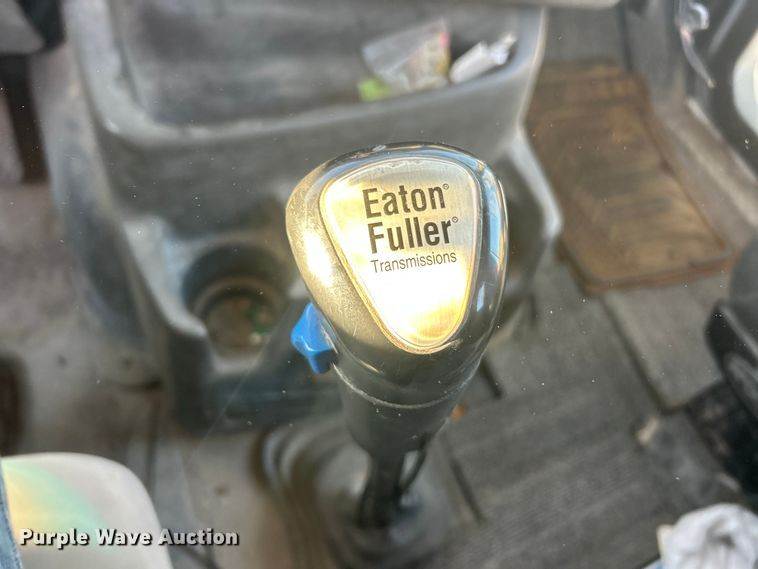 Eaton®
Fuller®
Transmissions
Purple Wave Auction